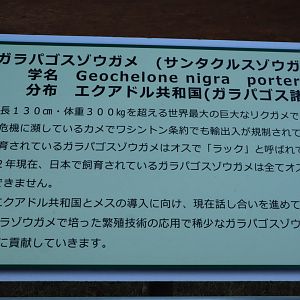 ガラパゴスゾウガメ (サンタクルスゾウガ
学名 Geochelone nigra porter
分布 エクアドル共和国(ガラパゴス諸
長130cm・体重300kgを超える世界最大の巨大なリクガメで
危機に瀕しているカメでワシントン条約でも輸出入が規制されて
育されているガラパゴスゾウガメはオスで「ラック」と呼ばれて
2年現在、日本で飼育されているガラパゴスゾウガメは全てオス
できません。
エクアドル共和国とメスの導入に向け、現在話し合いを進めて
ラゾウガメで培った繁殖技術の応用で稀少なガラパゴスゾウ
に貢献していきます。